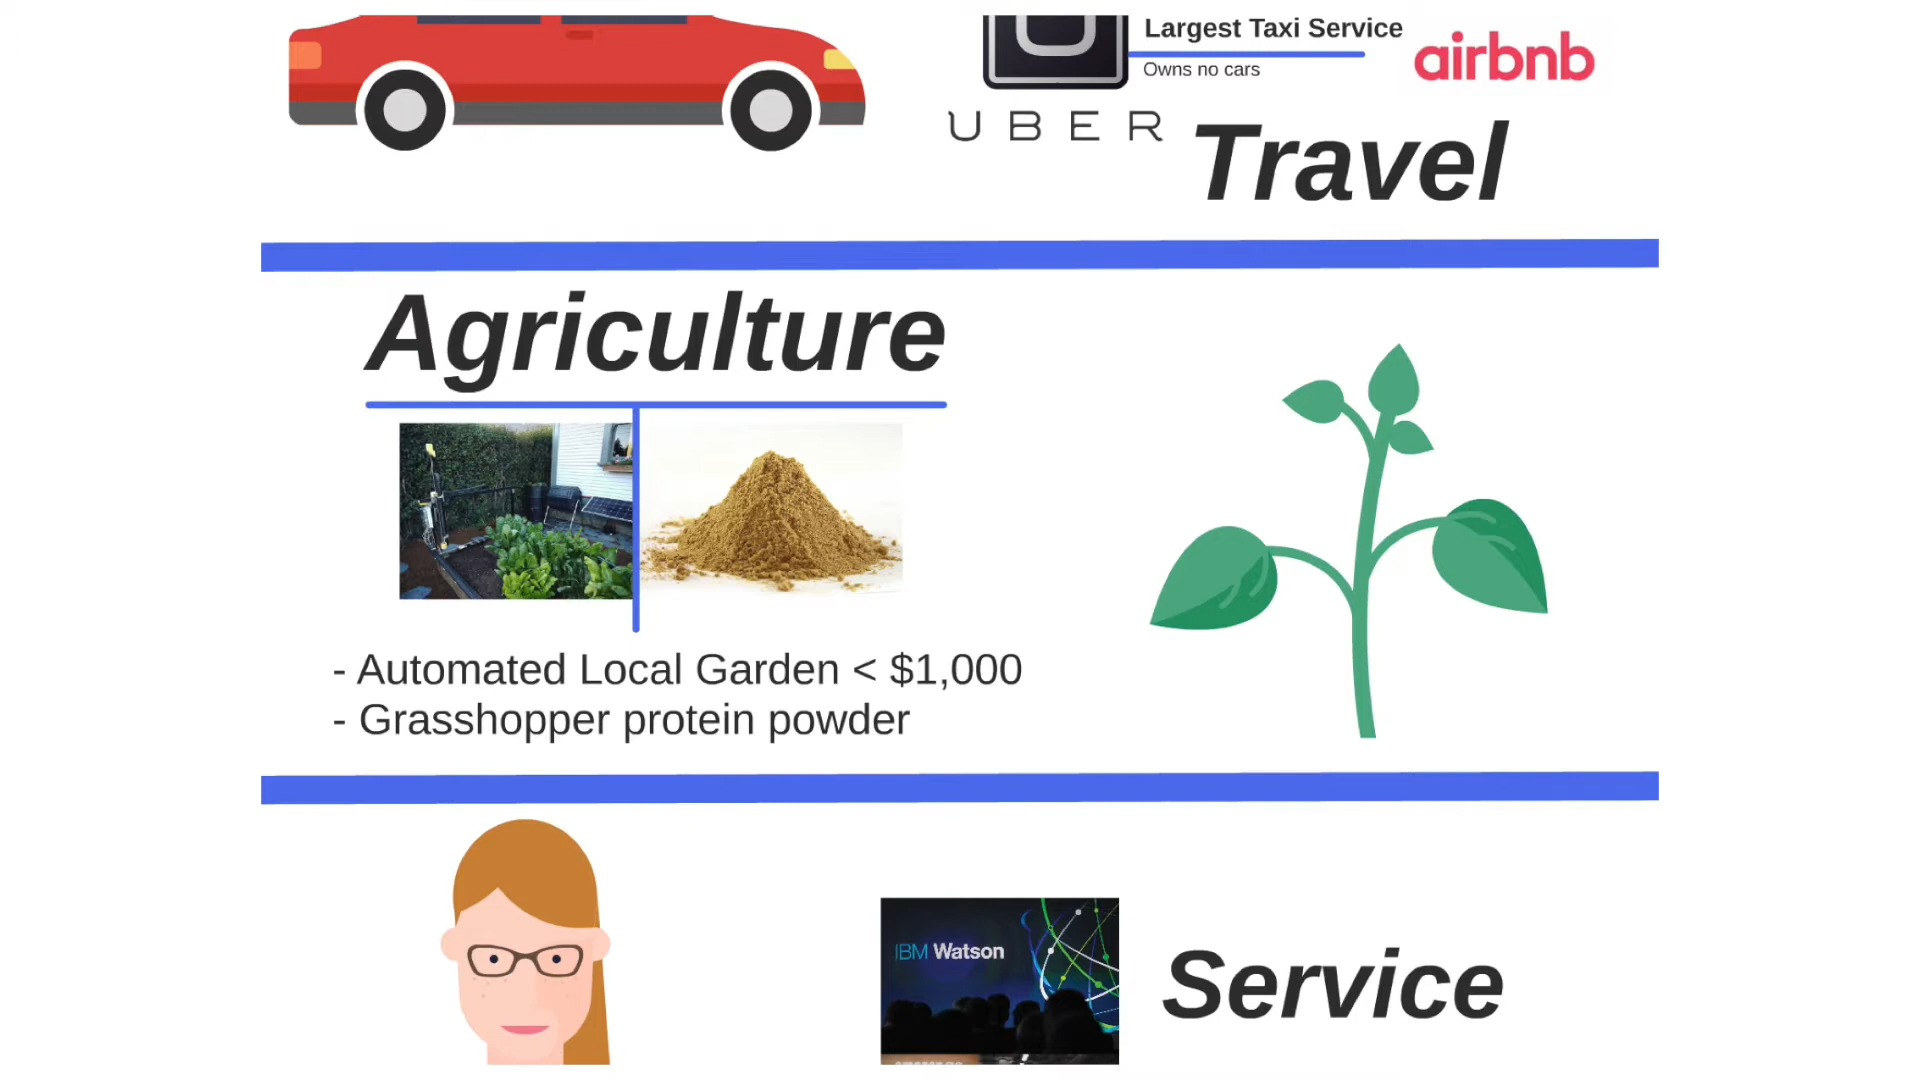 Largest Taxi Service
Owns no cars
airbnb
UBER
Travel
Agriculture
- Automated Local Garden < $1,000
- Grasshopper protein powder
IBM Watson
Service